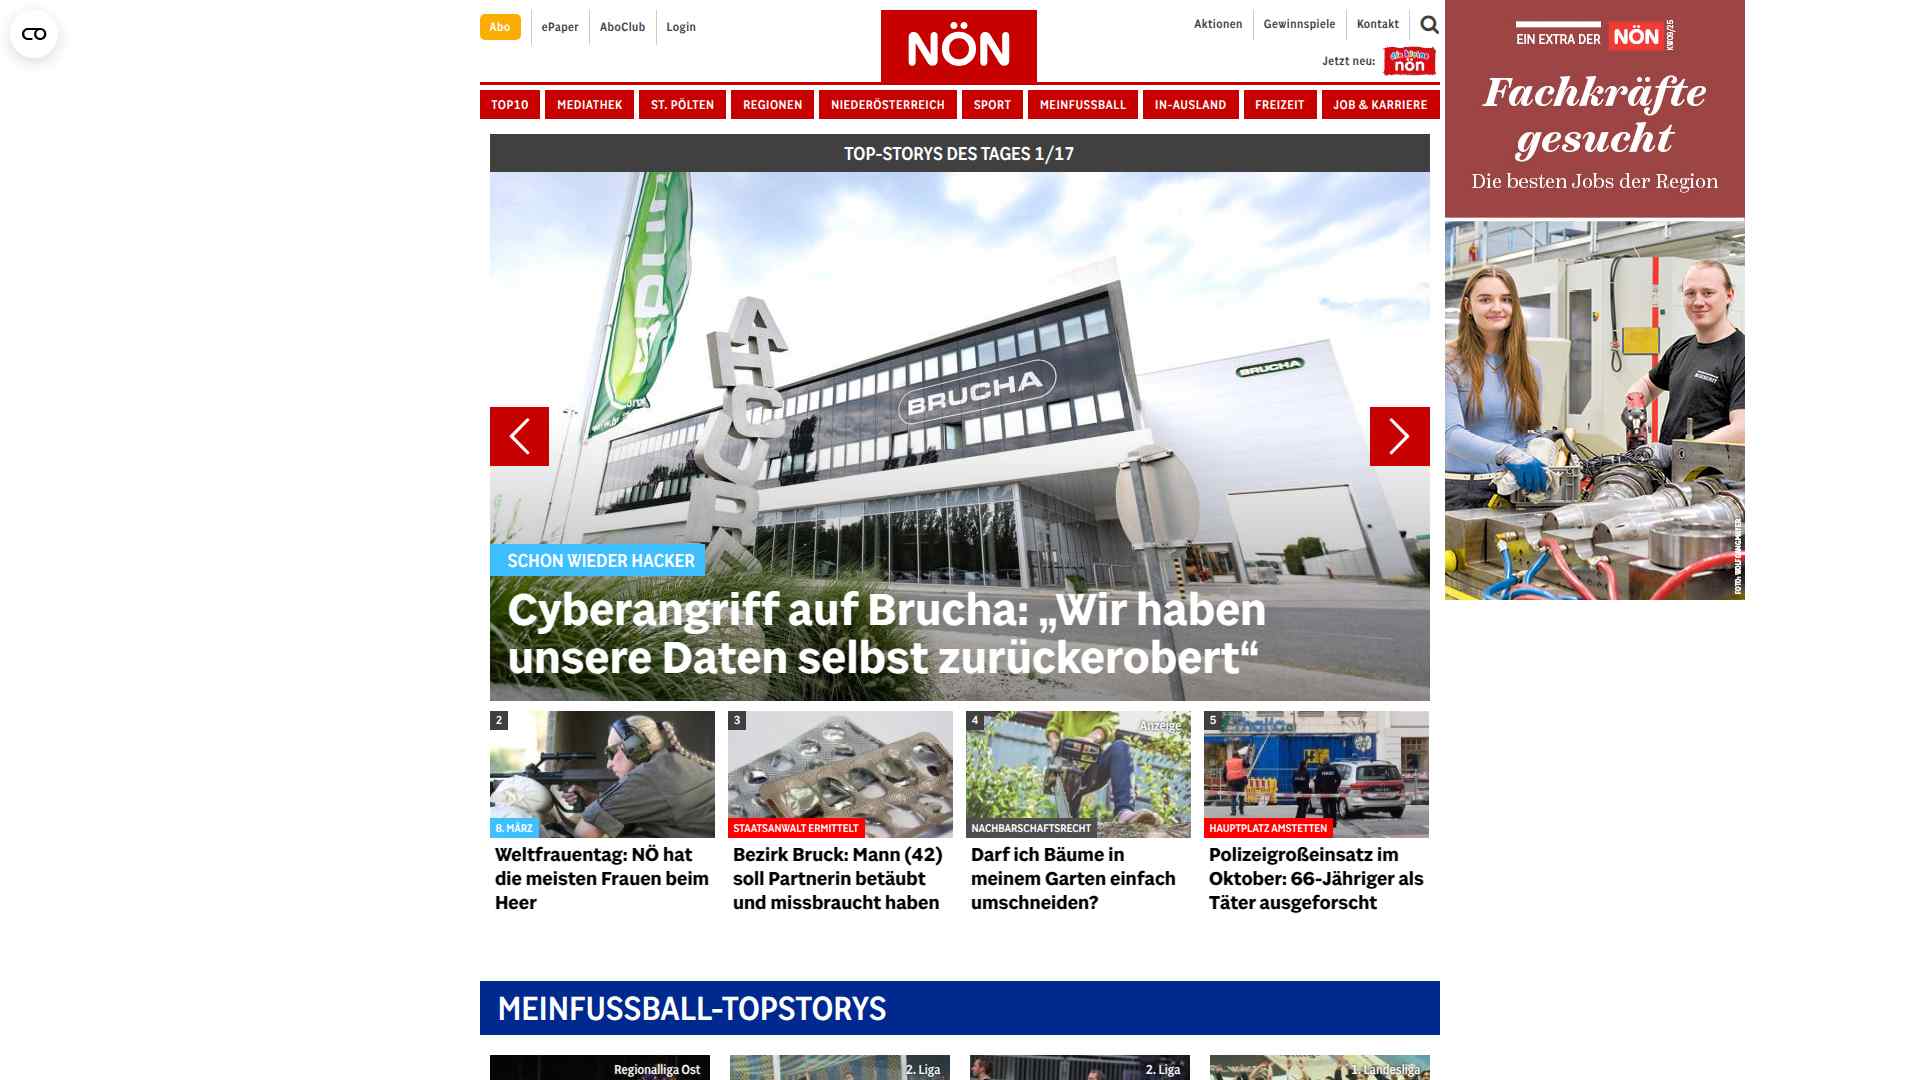 Abo
ePaper
AboClub
Login
NÖN
Aktionen
Gewinnspiele
Kontakt
Jetzt neu:
die kleine
nön
TOP10
MEDIATHEK
ST. PÖLTEN
REGIONEN
NIEDERÖSTERREICH
SPORT
MEINFUSSBALL
IN-AUSLAND
FREIZEIT
JOB & KARRIERE
TOP-STORYS DES TAGES 1/17
BRUCHA
BRUCHA
BRUCHA
SCHON WIEDER HACKER
Cyberangriff auf Brucha: „Wir haben
unsere Daten selbst zurückerobert“
2
8. MÄRZ
Weltfrauentag: NÖ hat
die meisten Frauen beim
Heer
3
STAATSANWALT ERMITTELT
Bezirk Bruck: Mann (42)
soll Partnerin betäubt
und missbraucht haben
4
Anzeige
NACHBARSCHAFTSRECHT
Darf ich Bäume in
meinem Garten einfach
umschneiden?
5
HAUPTPLATZ AMSTETTEN
Polizeigroßeinsatz im
Oktober: 66-Jähriger als
Täter ausgeforscht
MEINFUSSBALL-TOPSTORYS
Regionalliga Ost
2. Liga
2. Liga
1. Landesliga
EIN EXTRA DER NÖN
KW09/25
Fachkräfte
gesucht
Die besten Jobs der Region